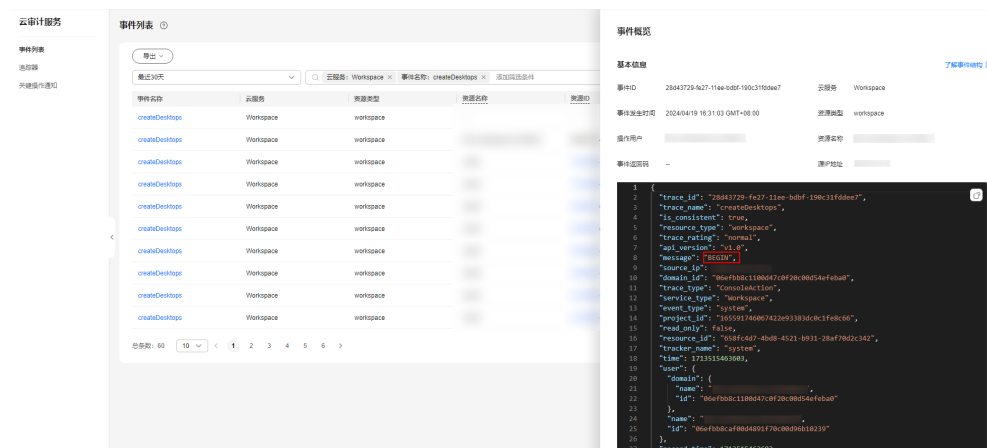 云审计服务
事件列表
追踪器
关键操作通知
事件列表
导出
最近30天
云服务: Workspace × 事件名称: createDesktops × 添加筛选条件
事件名称 云服务 资源类型 资源名称 资源ID
createDesktops Workspace workspace
createDesktops Workspace workspace
createDesktops Workspace workspace
createDesktops Workspace workspace
createDesktops Workspace workspace
createDesktops Workspace workspace
createDesktops Workspace workspace
createDesktops Workspace workspace
createDesktops Workspace workspace
createDesktops Workspace workspace
总条数: 60 10 < 1 2 3 4 5 6 >
事件概览
基本信息 了解事件结构
事件ID 28d43729-fe27-11ee-bdbf-190c31fddee7 云服务 Workspace
事件发生时间 2024/04/19 16:31:03 GMT+08:00 资源类型 workspace
操作用户 资源名称
事件返回码 -- 源IP地址
1 {
2 "trace_id": "28d43729-fe27-11ee-bdbf-190c31fddee7",
3 "trace_name": "createDesktops",
4 "is_consistent": true,
5 "resource_type": "workspace",
6 "trace_rating": "normal",
7 "api_version": "v1.0",
8 "message": "BEGIN",
9 "source_ip":
10 "domain_id": "06efbb8c1100d47c0f20c00d54efeba0",
11 "trace_type": "ConsoleAction",
12 "service_type": "Workspace",
13 "event_type": "system",
14 "project_id": "165591746067422e93383dc0c1fe8c66",
15 "read_only": false,
16 "resource_id": "658fc4d7-4bd8-4521-b931-28af70d2c342",
17 "tracker_name": "system",
18 "time": 1713515463603,
19 "user": {
20 "domain": {
21 "name": "
22 "id": "06efbb8c1100d47c0f20c00d54efeba0"
23 },
24 "name": "
25 "id": "06efbb8caf00d4891f70c00d96b10239"
26 },